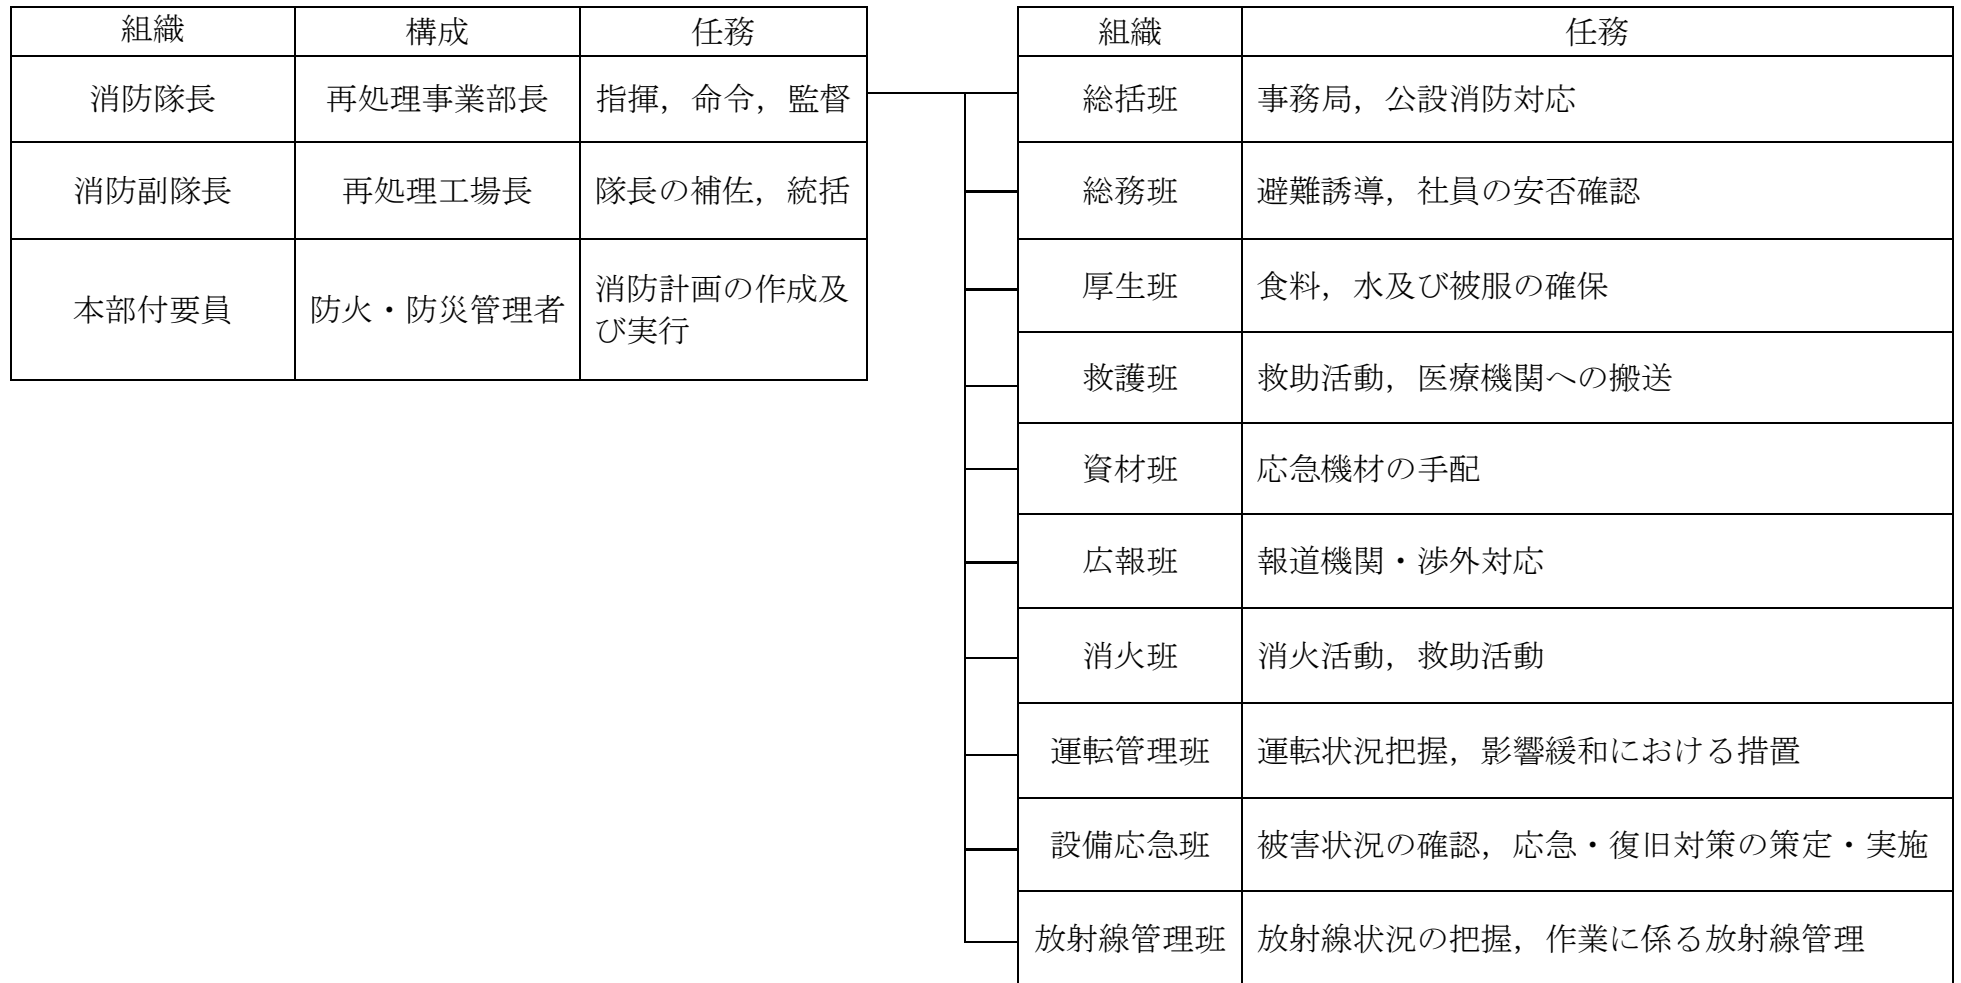 組織 構成 任務
消防隊長 再処理事業部長 指揮，命令，監督
消防副隊長 再処理工場長 隊長の補佐，統括
本部付要員 防火・防災管理者 消防計画の作成及
び実行
組織 任務
総括班 事務局，公設消防対応
総務班 避難誘導，社員の安否確認
厚生班 食料，水及び被服の確保
救護班 救助活動，医療機関への搬送
資材班 応急機材の手配
広報班 報道機関・渉外対応
消火班 消火活動，救助活動
運転管理班 運転状況把握，影響緩和における措置
設備応急班 被害状況の確認，応急・復旧対策の策定・実施
放射線管理班 放射線状況の把握，作業に係る放射線管理